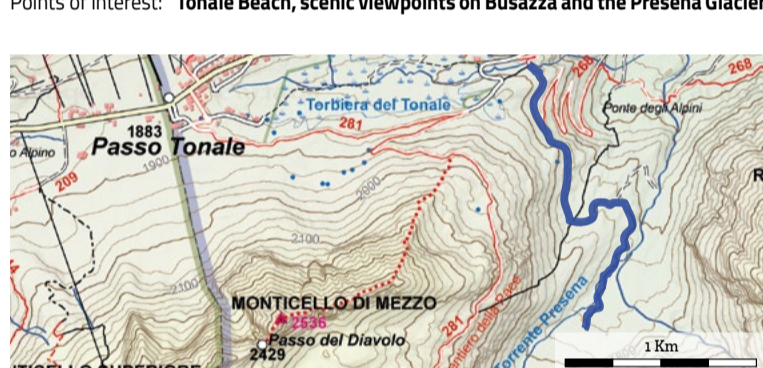 Points of interest: Tonale Beach, scenic viewpoints on Busazza and the Presena Glacier
268
268
Torbiera del Tonale
Ponte degli Alpini
281
1883
Passo Tonale
o Alpino
1900
209
2000
R
2100
2100
MONTICELLO DI MEZZO
2536
Passo del Diavolo
2429
281
Sentiero della Pace
Torrente Presena
1 Km
MONTICELLO SUPERIORE